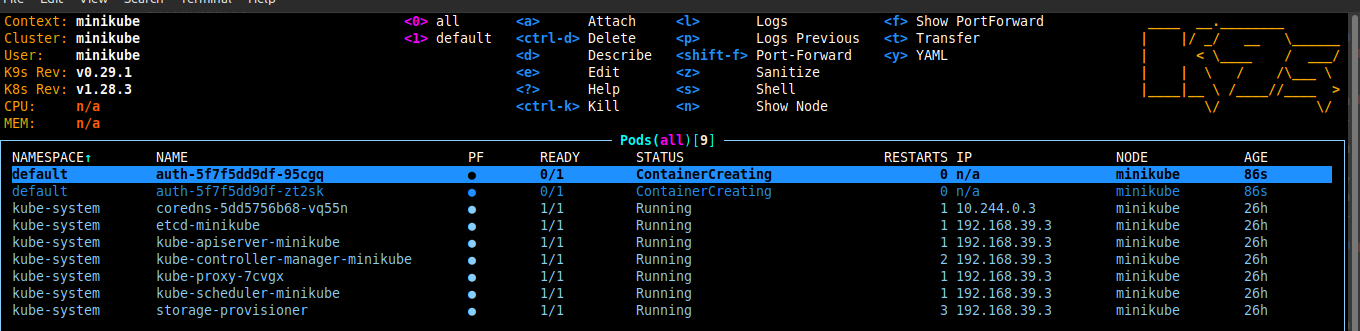 File Edit View Search Terminal Help
Context: minikube <0> all <a> Attach <l> Logs <f> Show PortForward
Cluster: minikube <1> default <ctrl-d> Delete <p> Logs Previous <t> Transfer
User: minikube <d> Describe <shift-f> Port-Forward <y> YAML
K9s Rev: v0.29.1 <e> Edit <z> Sanitize
K8s Rev: v1.28.3 <?> Help <s> Shell
CPU: n/a <ctrl-k> Kill <n> Show Node
MEM: n/a
Pods(all)[9]
NAMESPACE↑ NAME PF READY STATUS RESTARTS IP NODE AGE
default auth-5f7f5dd9df-95cgq ● 0/1 ContainerCreating 0 n/a minikube 86s
default auth-5f7f5dd9df-zt2sk ● 0/1 ContainerCreating 0 n/a minikube 86s
kube-system coredns-5dd5756b68-vq55n ● 1/1 Running 1 10.244.0.3 minikube 26h
kube-system etcd-minikube ● 1/1 Running 1 192.168.39.3 minikube 26h
kube-system kube-apiserver-minikube ● 1/1 Running 1 192.168.39.3 minikube 26h
kube-system kube-controller-manager-minikube ● 1/1 Running 2 192.168.39.3 minikube 26h
kube-system kube-proxy-7cvgx ● 1/1 Running 1 192.168.39.3 minikube 26h
kube-system kube-scheduler-minikube ● 1/1 Running 1 192.168.39.3 minikube 26h
kube-system storage-provisioner ● 1/1 Running 3 192.168.39.3 minikube 26h